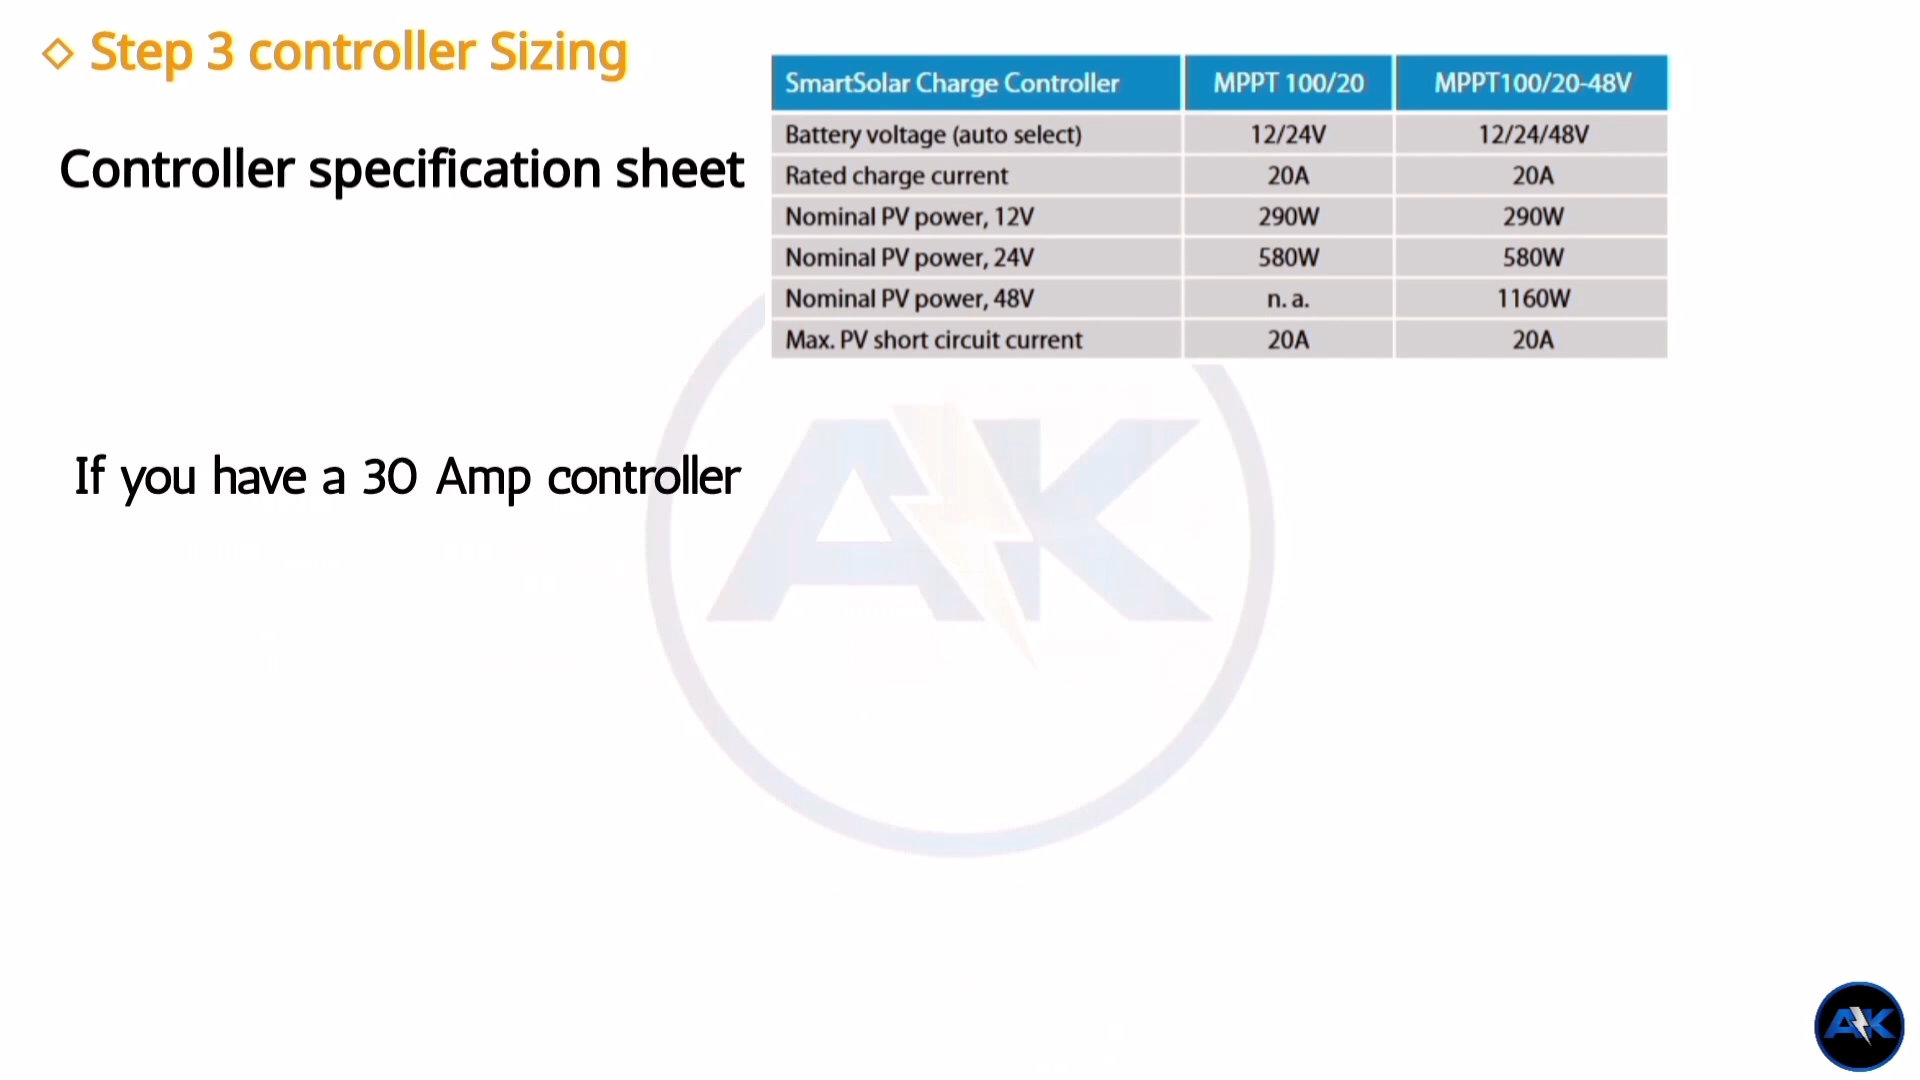 ◇ Step 3 controller Sizing
Controller specification sheet
SmartSolar Charge Controller MPPT 100/20 MPPT100/20-48V
Battery voltage (auto select) 12/24V 12/24/48V
Rated charge current 20A 20A
Nominal PV power, 12V 290W 290W
Nominal PV power, 24V 580W 580W
Nominal PV power, 48V n. a. 1160W
Max. PV short circuit current 20A 20A
If you have a 30 Amp controller
AK
AK